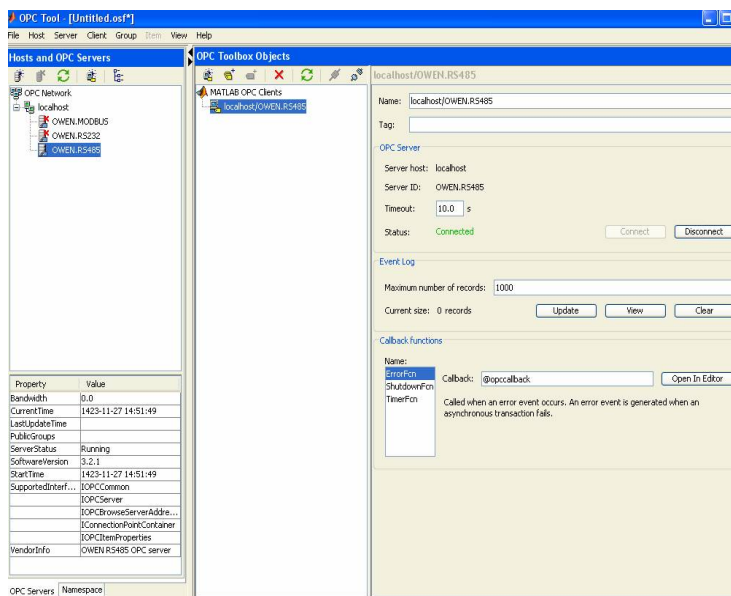 OPC Tool - [Untitled.osf*]
File Host Server Client Group Item View Help
Hosts and OPC Servers
OPC Network
localhost
OWEN.MODBUS
OWEN.RS232
OWEN.RS485
Property Value
Bandwidth 0.0
CurrentTime 1423-11-27 14:51:49
LastUpdateTime
PublicGroups
ServerStatus Running
SoftwareVersion 3.2.1
StartTime 1423-11-27 14:51:49
SupportedInterf... IOPCCommon
IOPCServer
IOPCBrowseServerAddre...
IConnectionPointContainer
IOPCItemProperties
VendorInfo OWEN RS485 OPC server
OPC Servers Namespace
OPC Toolbox Objects
MATLAB OPC Clients
localhost/OWEN.RS485
localhost/OWEN.RS485
Name: localhost/OWEN.RS485
Tag:
OPC Server
Server host: localhost
Server ID: OWEN.RS485
Timeout: 10.0 s
Status: Connected Connect Disconnect
Event Log
Maximum number of records: 1000
Current size: 0 records Update View Clear
Callback functions
Name:
ErrorFcn
ShutdownFcn
TimerFcn
Callback: @opccallback Open In Editor
Called when an error event occurs. An error event is generated when an
asynchronous transaction fails.